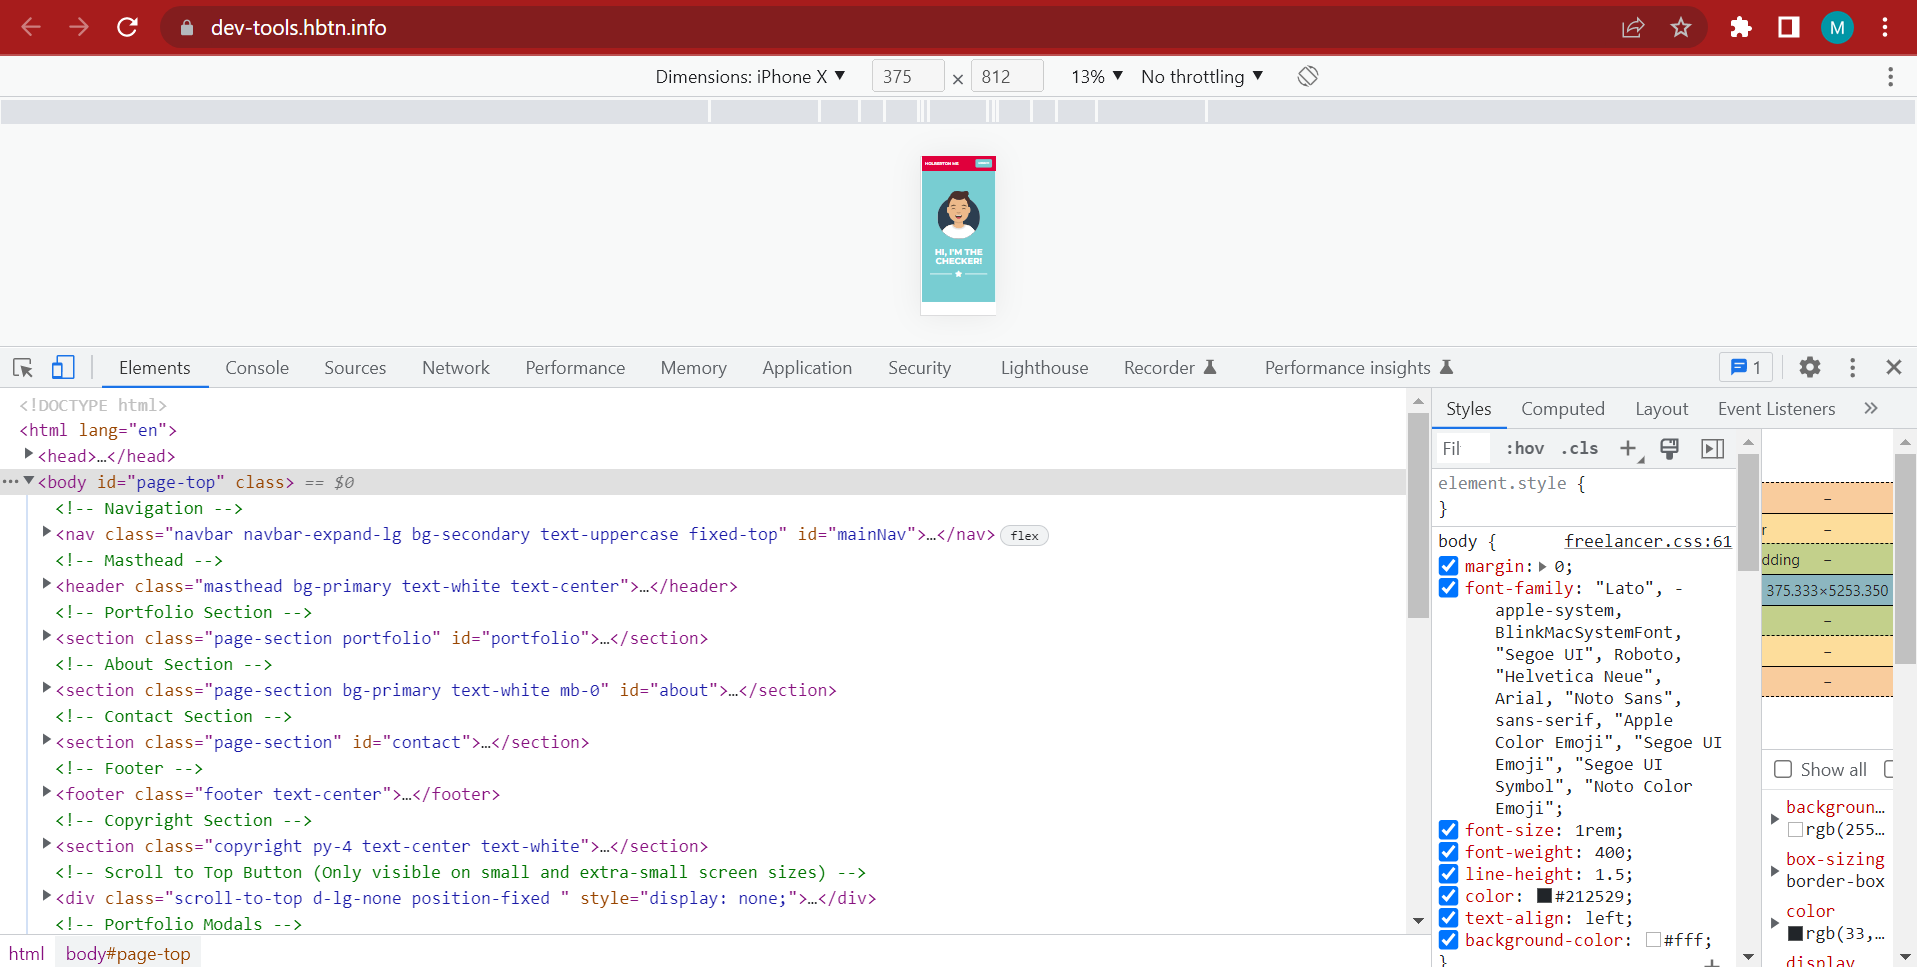 dev-tools.hbtn.info
M
Dimensions: iPhone X ▼ 375 × 812 13% ▼ No throttling ▼
HOLBERTON ME
HI, I'M THE
CHECKER!
Elements Console Sources Network Performance Memory Application Security Lighthouse Recorder Performance insights 1
<!DOCTYPE html>
<html lang="en">
<head>…</head>
<body id="page-top" class> == $0
<!-- Navigation -->
<nav class="navbar navbar-expand-lg bg-secondary text-uppercase fixed-top" id="mainNav">…</nav> flex
<!-- Masthead -->
<header class="masthead bg-primary text-white text-center">…</header>
<!-- Portfolio Section -->
<section class="page-section portfolio" id="portfolio">…</section>
<!-- About Section -->
<section class="page-section bg-primary text-white mb-0" id="about">…</section>
<!-- Contact Section -->
<section class="page-section" id="contact">…</section>
<!-- Footer -->
<footer class="footer text-center">…</footer>
<!-- Copyright Section -->
<section class="copyright py-4 text-center text-white">…</section>
<!-- Scroll to Top Button (Only visible on small and extra-small screen sizes) -->
<div class="scroll-to-top d-lg-none position-fixed " style="display: none;">…</div>
<!-- Portfolio Modals -->
html body#page-top
Styles Computed Layout Event Listeners »
Fil :hov .cls +
element.style {
}
body { freelancer.css:61
margin: 0;
font-family: "Lato", -
apple-system,
BlinkMacSystemFont,
"Segoe UI", Roboto,
"Helvetica Neue",
Arial, "Noto Sans",
sans-serif, "Apple
Color Emoji", "Segoe UI
Emoji", "Segoe UI
Symbol", "Noto Color
Emoji";
font-size: 1rem;
font-weight: 400;
line-height: 1.5;
color: #212529;
text-align: left;
background-color: #fff;
}
–
r –
dding –
375.333×5253.350
–
–
–
Show all
backgroun…
rgb(255…
box-sizing
border-box
color
rgb(33,…
display